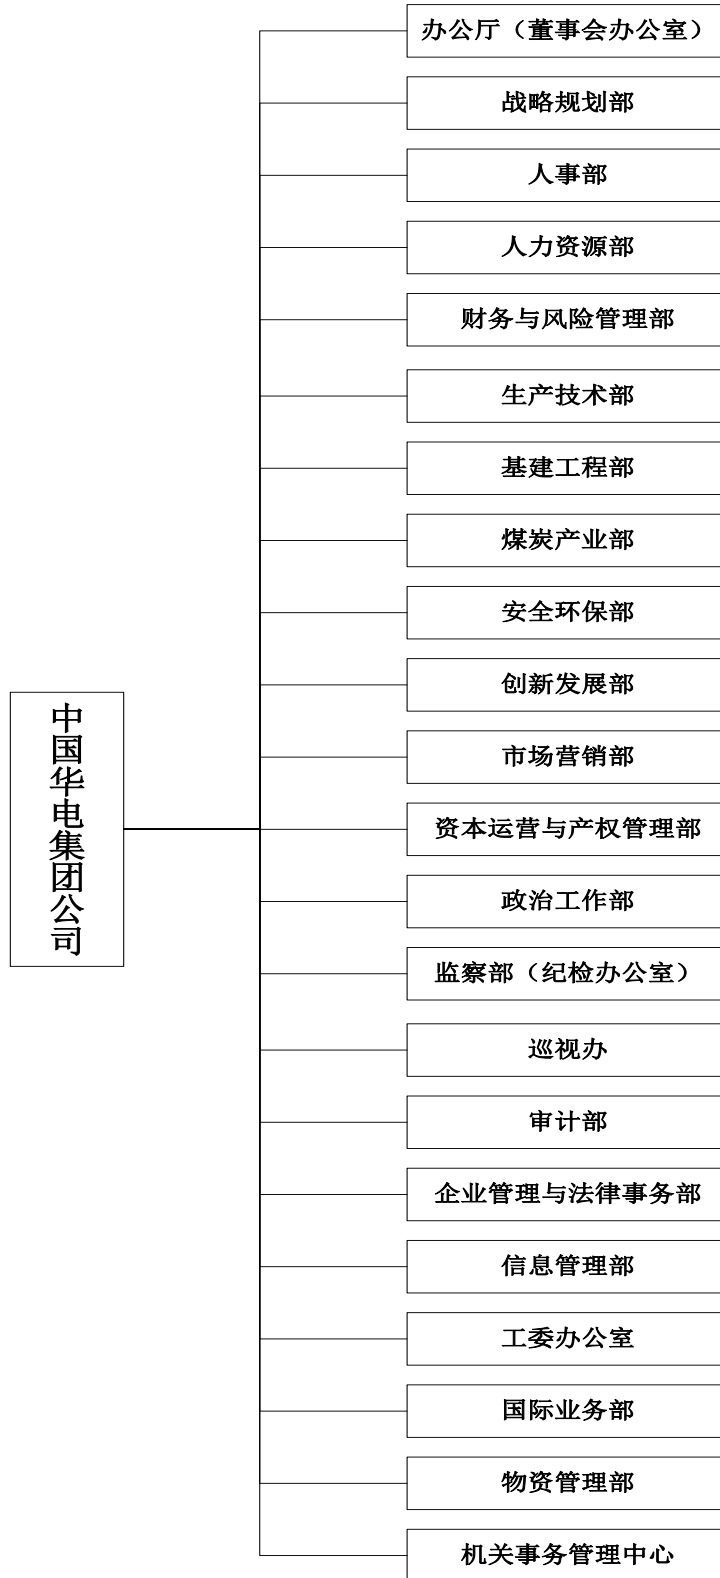 办公厅（董事会办公室）
战略规划部
人事部
人力资源部
财务与风险管理部
生产技术部
基建工程部
煤炭产业部
安全环保部
创新发展部
中国华电集团公司
市场营销部
资本运营与产权管理部
政治工作部
监察部（纪检办公室）
巡视办
审计部
企业管理与法律事务部
信息管理部
工委办公室
国际业务部
物资管理部
机关事务管理中心